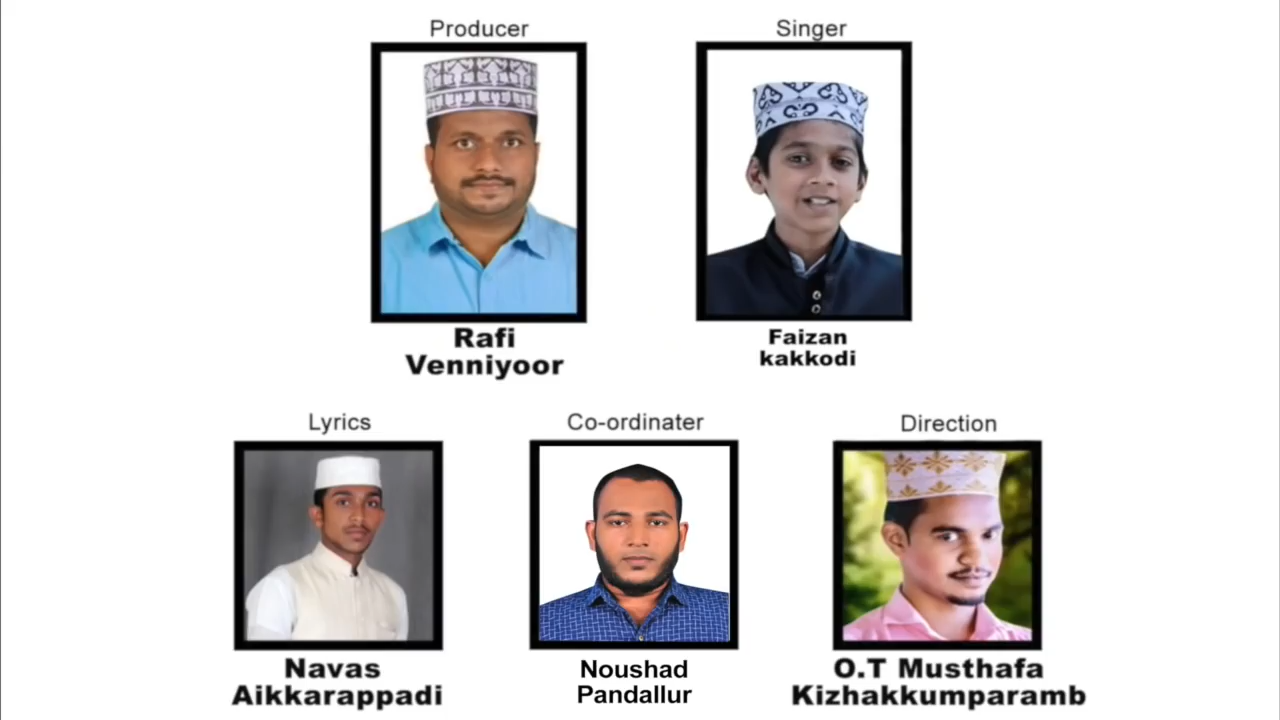 Producer
Singer
Rafi
Venniyoor
Faizan
kakkodi
Lyrics
Co-ordinater
Direction
Navas
Aikkarappadi
Noushad
Pandallur
O.T Musthafa
Kizhakkumparamb